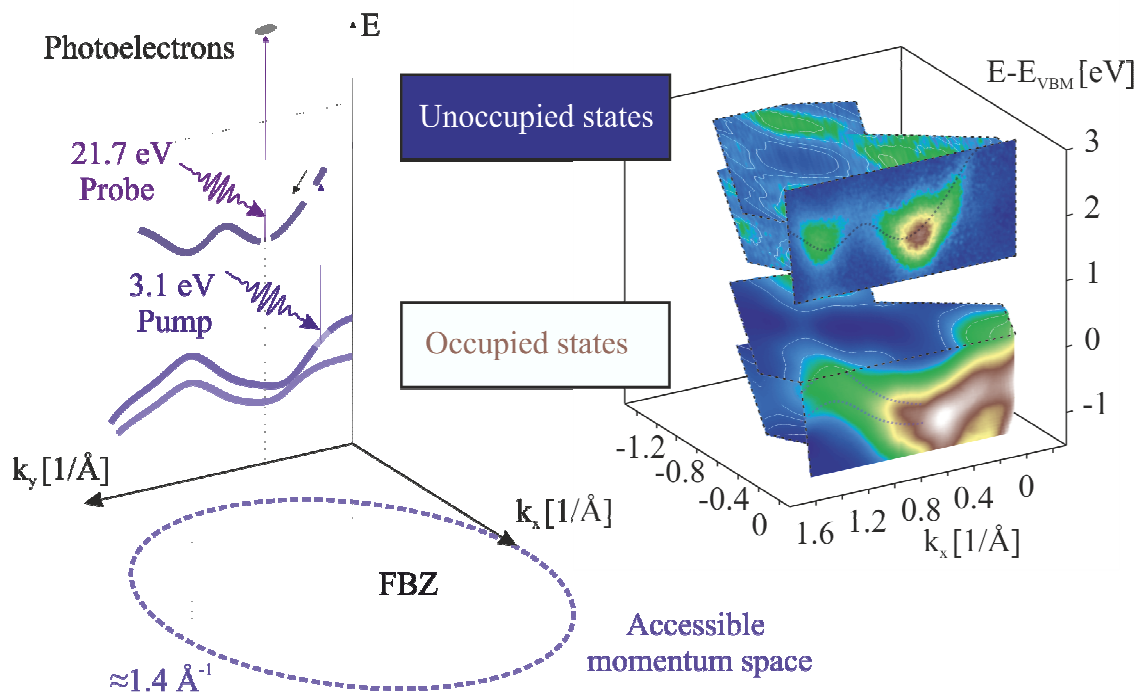 Photoelectrons
E
21.7 eV
Probe
3.1 eV
Pump
k_y [1/Å]
k_x [1/Å]
FBZ
≈1.4 Å⁻¹
Accessible
momentum space
Unoccupied states
Occupied states
E-E_VBM [eV]
3
2
1
0
-1
-1.2
-0.8
-0.4
0
1.6
1.2
0.8
0.4
0
k_x [1/Å]